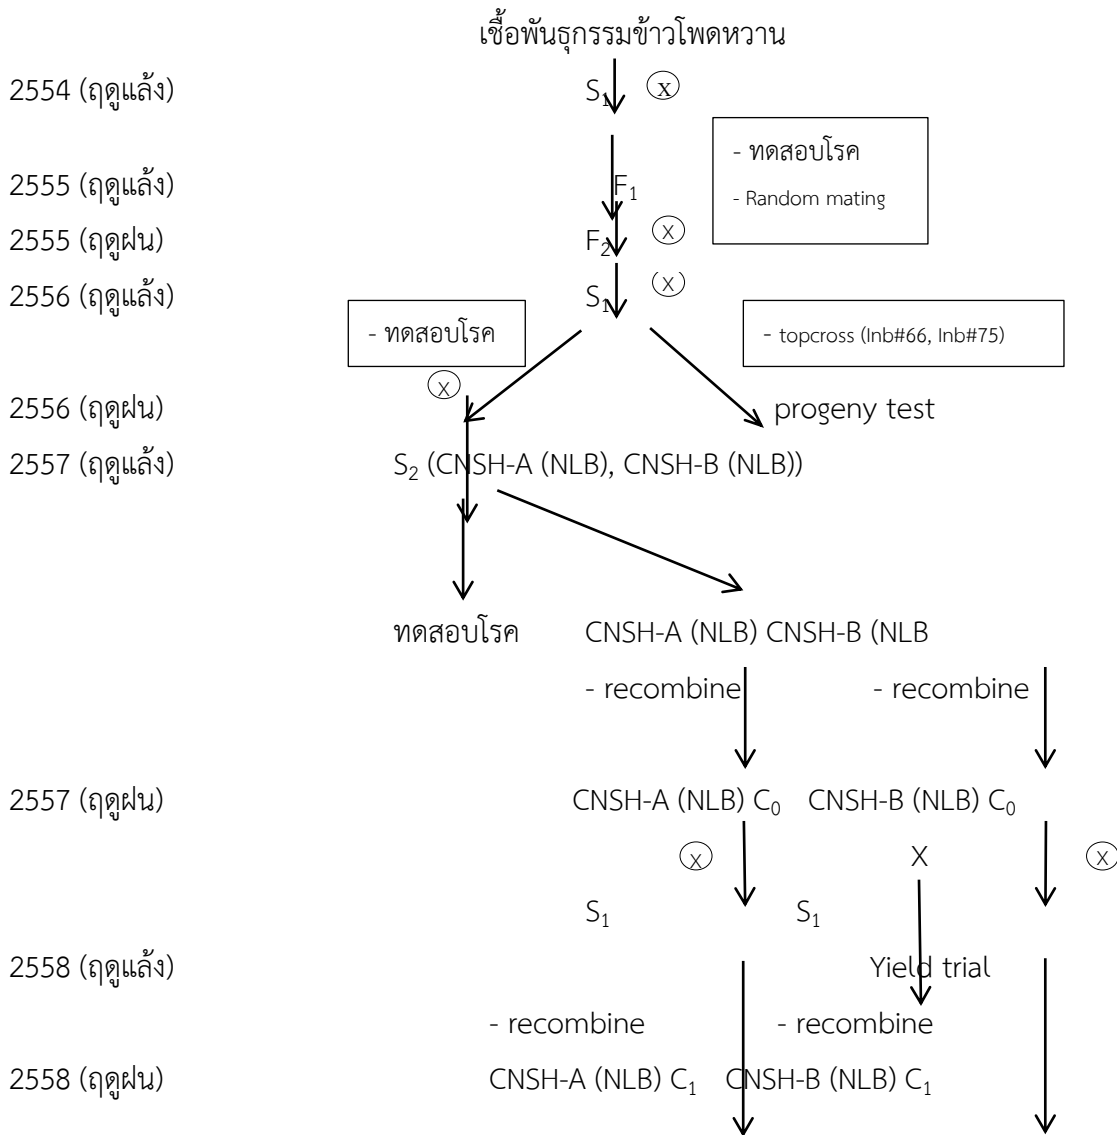 เชื้อพันธุกรรมข้าวโพดหวาน
2554 (ฤดูแล้ง) S₁ x
- ทดสอบโรค
2555 (ฤดูแล้ง) F₁ - Random mating
2555 (ฤดูฝน) F₂ x
2556 (ฤดูแล้ง) S₁ x
- ทดสอบโรค - topcross (Inb#66, Inb#75)
x
2556 (ฤดูฝน) progeny test
2557 (ฤดูแล้ง) S₂ (CNSH-A (NLB), CNSH-B (NLB))
ทดสอบโรค CNSH-A (NLB) CNSH-B (NLB
- recombine - recombine
2557 (ฤดูฝน) CNSH-A (NLB) C₀ CNSH-B (NLB) C₀
x X x
S₁ S₁
2558 (ฤดูแล้ง) Yield trial
- recombine - recombine
2558 (ฤดูฝน) CNSH-A (NLB) C₁ CNSH-B (NLB) C₁